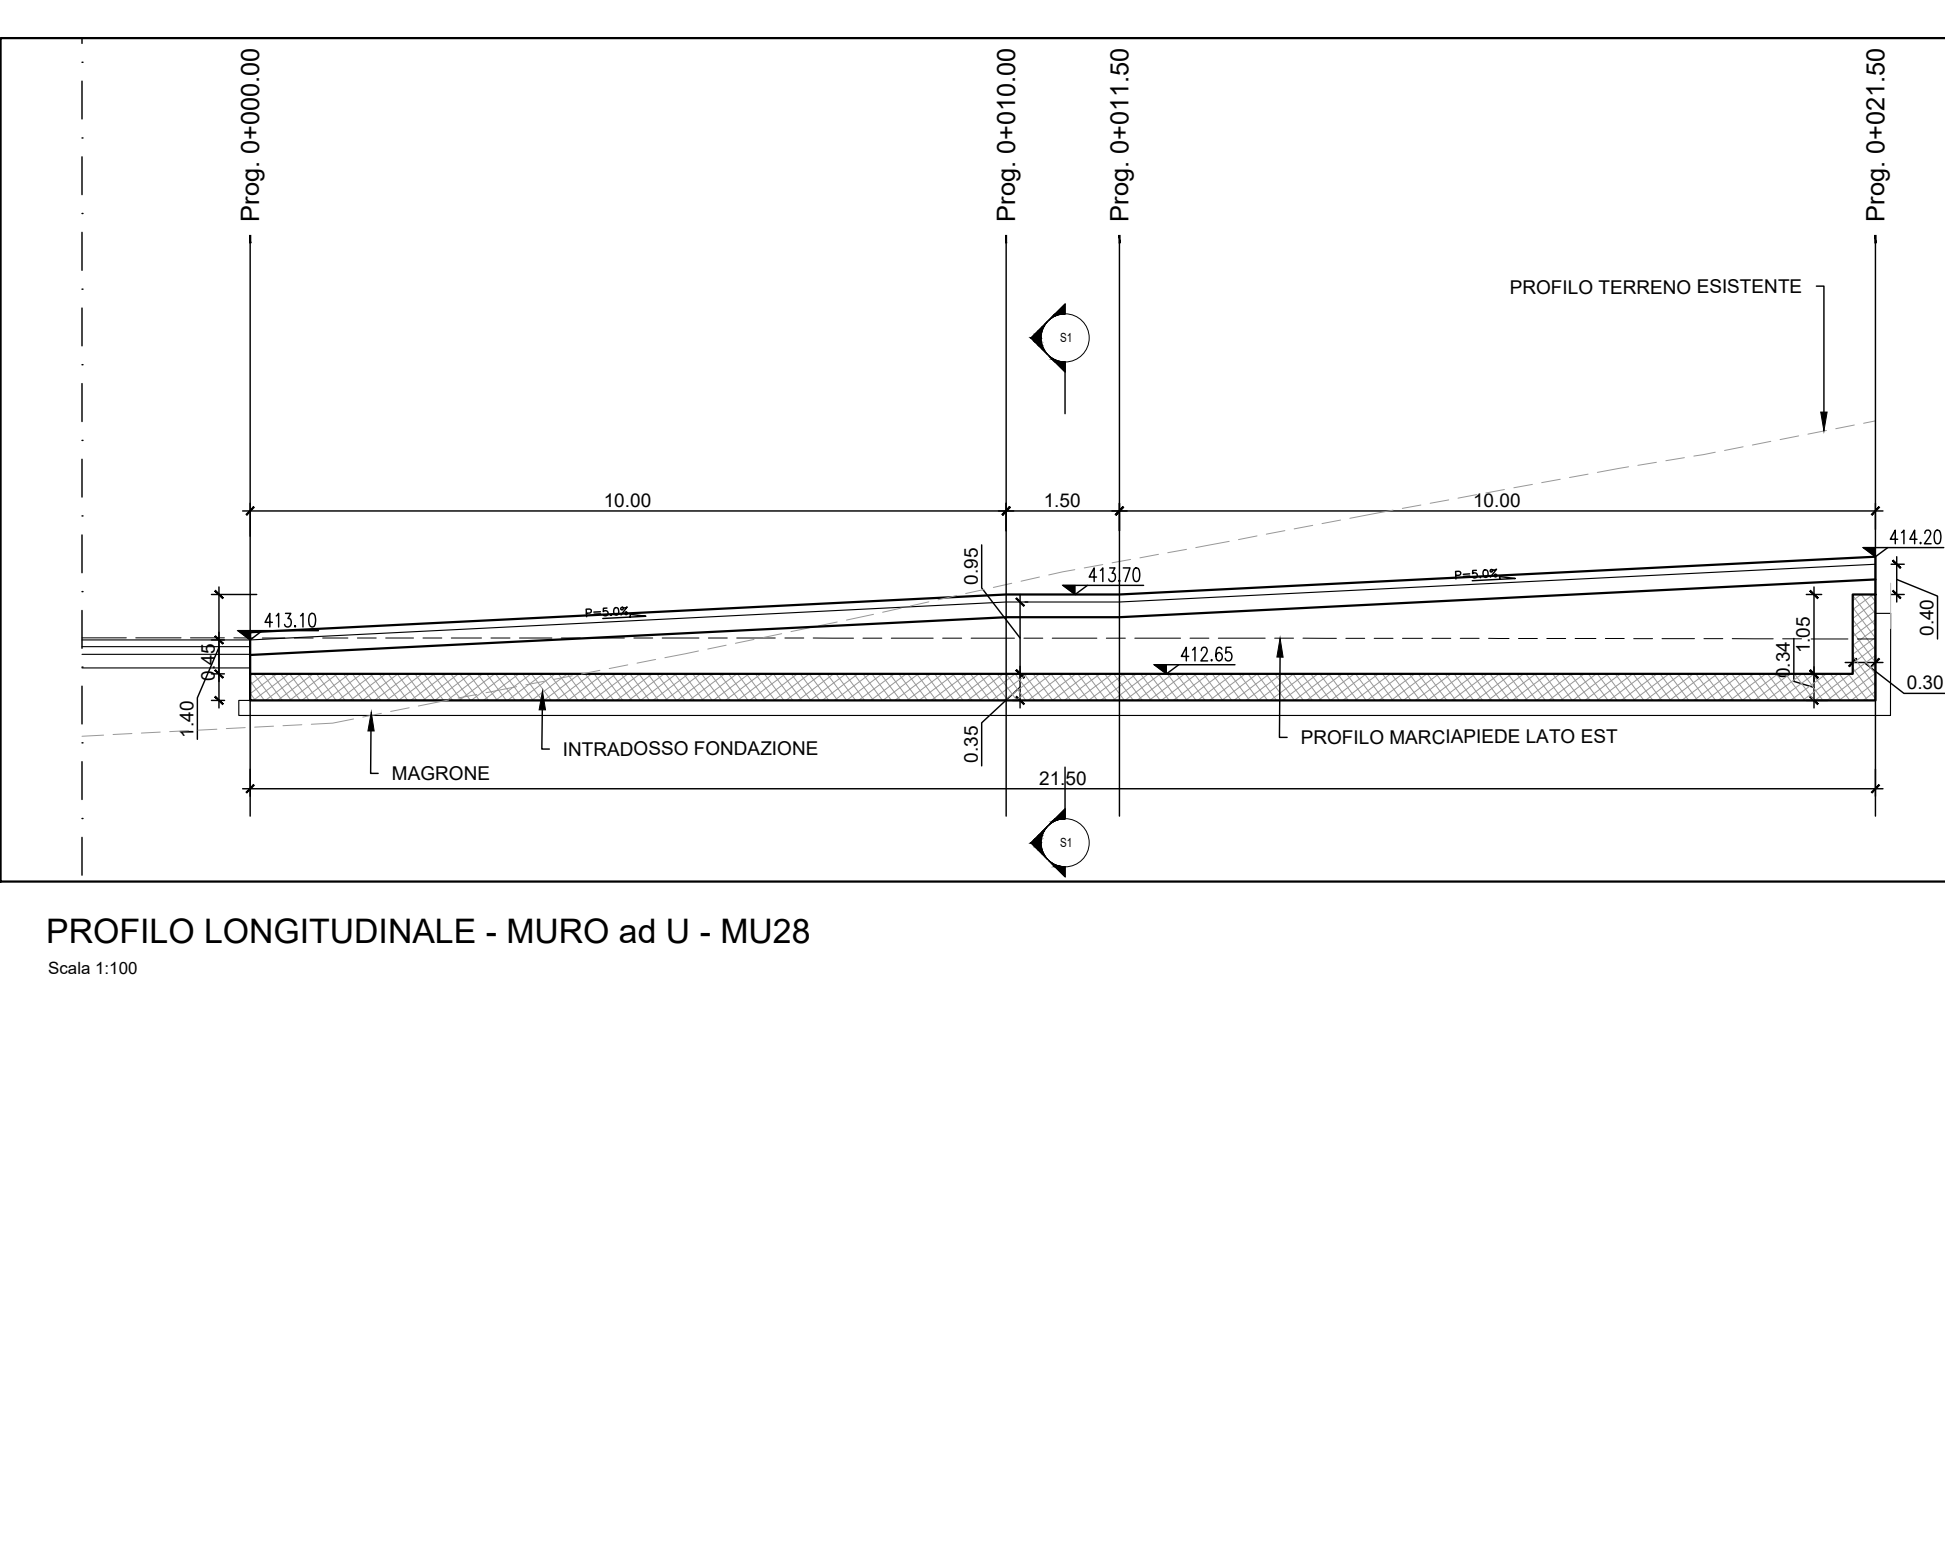 Prog. 0+000.00
Prog. 0+010.00
Prog. 0+011.50
Prog. 0+021.50
PROFILO TERRENO ESISTENTE
S1
10.00
1.50
10.00
414.20
0.95
413.70
P=5.0%
P=5.0%
413.10
0.40
1.05
0.45
412.65
0.34
0.30
1.40
0.35
INTRADOSSO FONDAZIONE
PROFILO MARCIAPIEDE LATO EST
MAGRONE
21.50
S1
PROFILO LONGITUDINALE - MURO ad U - MU28
Scala 1:100